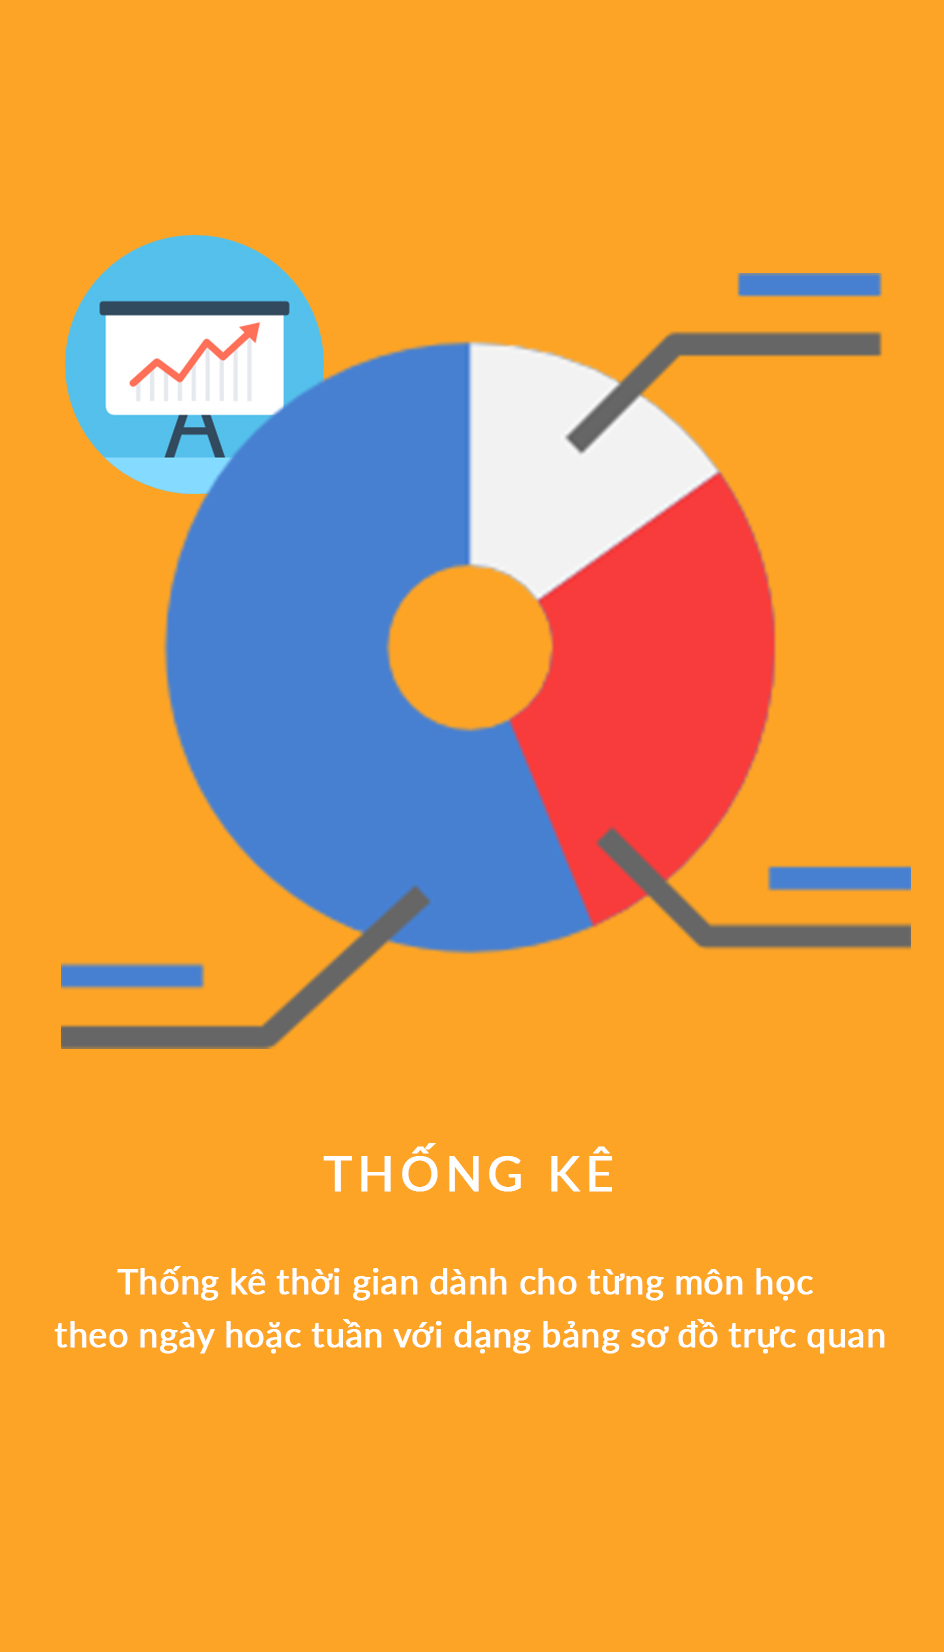 THỐNG KÊ
Thống kê thời gian dành cho từng môn học
theo ngày hoặc tuần với dạng bảng sơ đồ trực quan